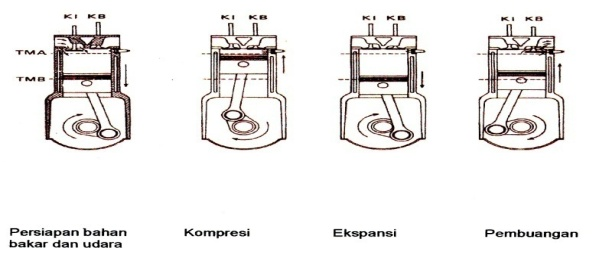 KI KB
KI KB
KI KB
KI KB
TMA
TMB
Persiapan bahan
bakar dan udara
Kompresi
Ekspansi
Pembuangan